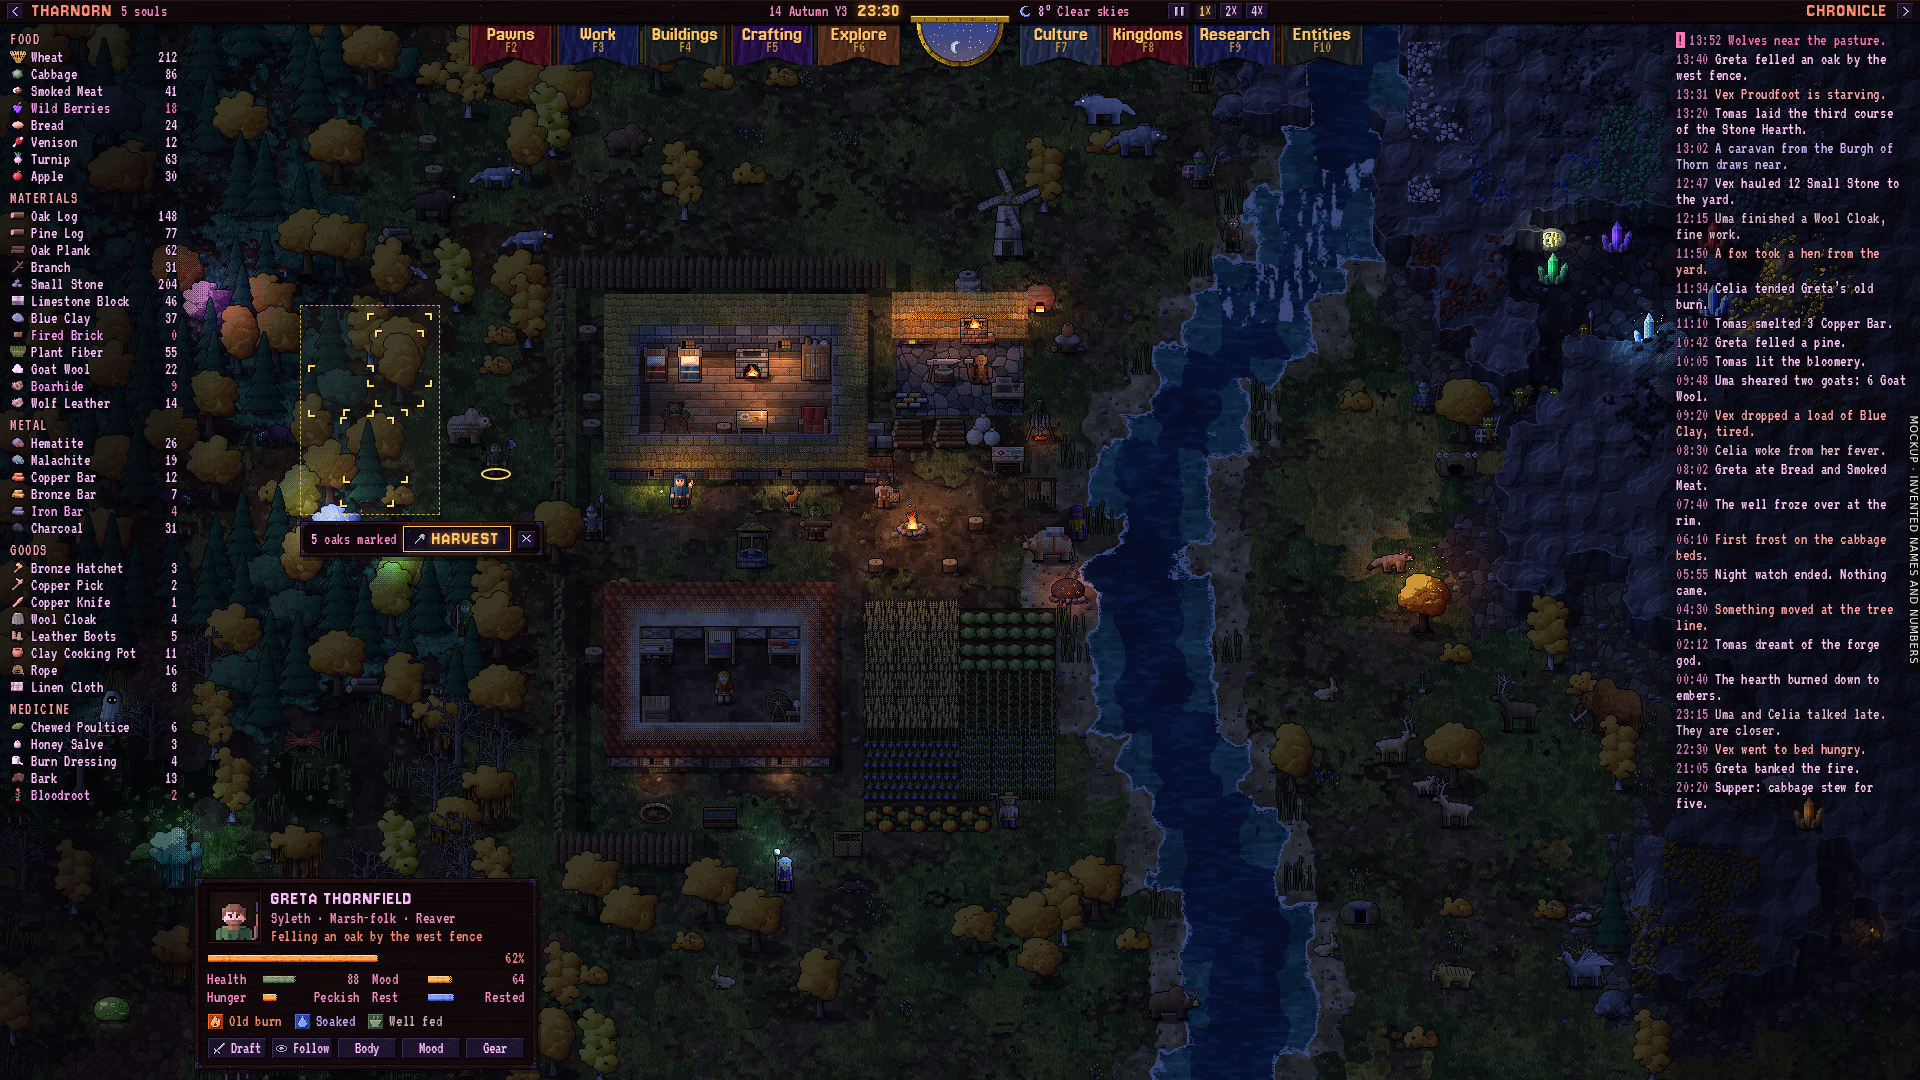 THARNORN 5 souls
14 Autumn Y3 23:30
8° Clear skies
1X 2X 4X
CHRONICLE
Pawns F2
Work F3
Buildings F4
Crafting F5
Explore F6
Culture F7
Kingdoms F8
Research F9
Entities F10
FOOD
Wheat 212
Cabbage 86
Smoked Meat 41
Wild Berries 18
Bread 24
Venison 12
Turnip 63
Apple 30
MATERIALS
Oak Log 148
Pine Log 77
Oak Plank 62
Branch 31
Small Stone 204
Limestone Block 46
Blue Clay 37
Fired Brick 0
Plant Fiber 55
Goat Wool 22
Boarhide 9
Wolf Leather 14
METAL
Hematite 26
Malachite 19
Copper Bar 12
Bronze Bar 7
Iron Bar 4
Charcoal 31
GOODS
Bronze Hatchet 3
Copper Pick 2
Copper Knife 1
Wool Cloak 4
Leather Boots 5
Clay Cooking Pot 11
Rope 16
Linen Cloth 8
MEDICINE
Chewed Poultice 6
Honey Salve 3
Burn Dressing 4
Bark 13
Bloodroot 2
5 oaks marked HARVEST
GRETA THORNFIELD
Syleth · Marsh-folk · Reaver
Felling an oak by the west fence
62%
Health 88 Mood 64
Hunger Peckish Rest Rested
Old burn Soaked Well fed
Draft Follow Body Mood Gear
! 13:52 Wolves near the pasture.
13:40 Greta felled an oak by the
west fence.
13:31 Vex Proudfoot is starving.
13:20 Tomas laid the third course
of the Stone Hearth.
13:02 A caravan from the Burgh of
Thorn draws near.
12:47 Vex hauled 12 Small Stone to
the yard.
12:15 Uma finished a Wool Cloak,
fine work.
11:50 A fox took a hen from the
yard.
11:34 Celia tended Greta's old
burn.
11:10 Tomas smelted 3 Copper Bar.
10:42 Greta felled a pine.
10:05 Tomas lit the bloomery.
09:48 Uma sheared two goats: 6 Goat
Wool.
09:20 Vex dropped a load of Blue
Clay, tired.
08:30 Celia woke from her fever.
08:02 Greta ate Bread and Smoked
Meat.
07:40 The well froze over at the
rim.
06:10 First frost on the cabbage
beds.
05:55 Night watch ended. Nothing
came.
04:30 Something moved at the tree
line.
02:12 Tomas dreamt of the forge
god.
00:40 The hearth burned down to
embers.
23:15 Uma and Celia talked late.
They are closer.
22:30 Vex went to bed hungry.
21:05 Greta banked the fire.
20:20 Supper: cabbage stew for
five.
MOCKUP · INVENTED NAMES AND NUMBERS